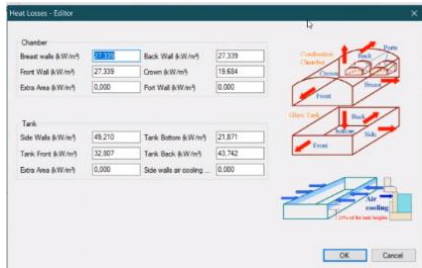 Heat Losses - Editor
Chamber
Breast walls (kW/m²) 27,339 Back Wall (kW/m²) 27,339
Front Wall (kW/m²) 27,339 Crown (kW/m²) 19.684
Extra Area (kW/m²) 0,000 Port Wall (kW/m²) 0.000
Tank
Side Walls (kW/m²) 49,210 Tank Bottom (kW/m²) 21,871
Tank Front (kW/m²) 32,807 Tank Back (kW/m²) 43,742
Extra Area (kW/m²) 0,000 Side walls air cooling ... 0.000
Combustion Chamber
Ports
Back
Crown
Breast
Front
Glass Tank
Back
bottom
Side
Front
Air cooling
of the tank height
OK Cancel